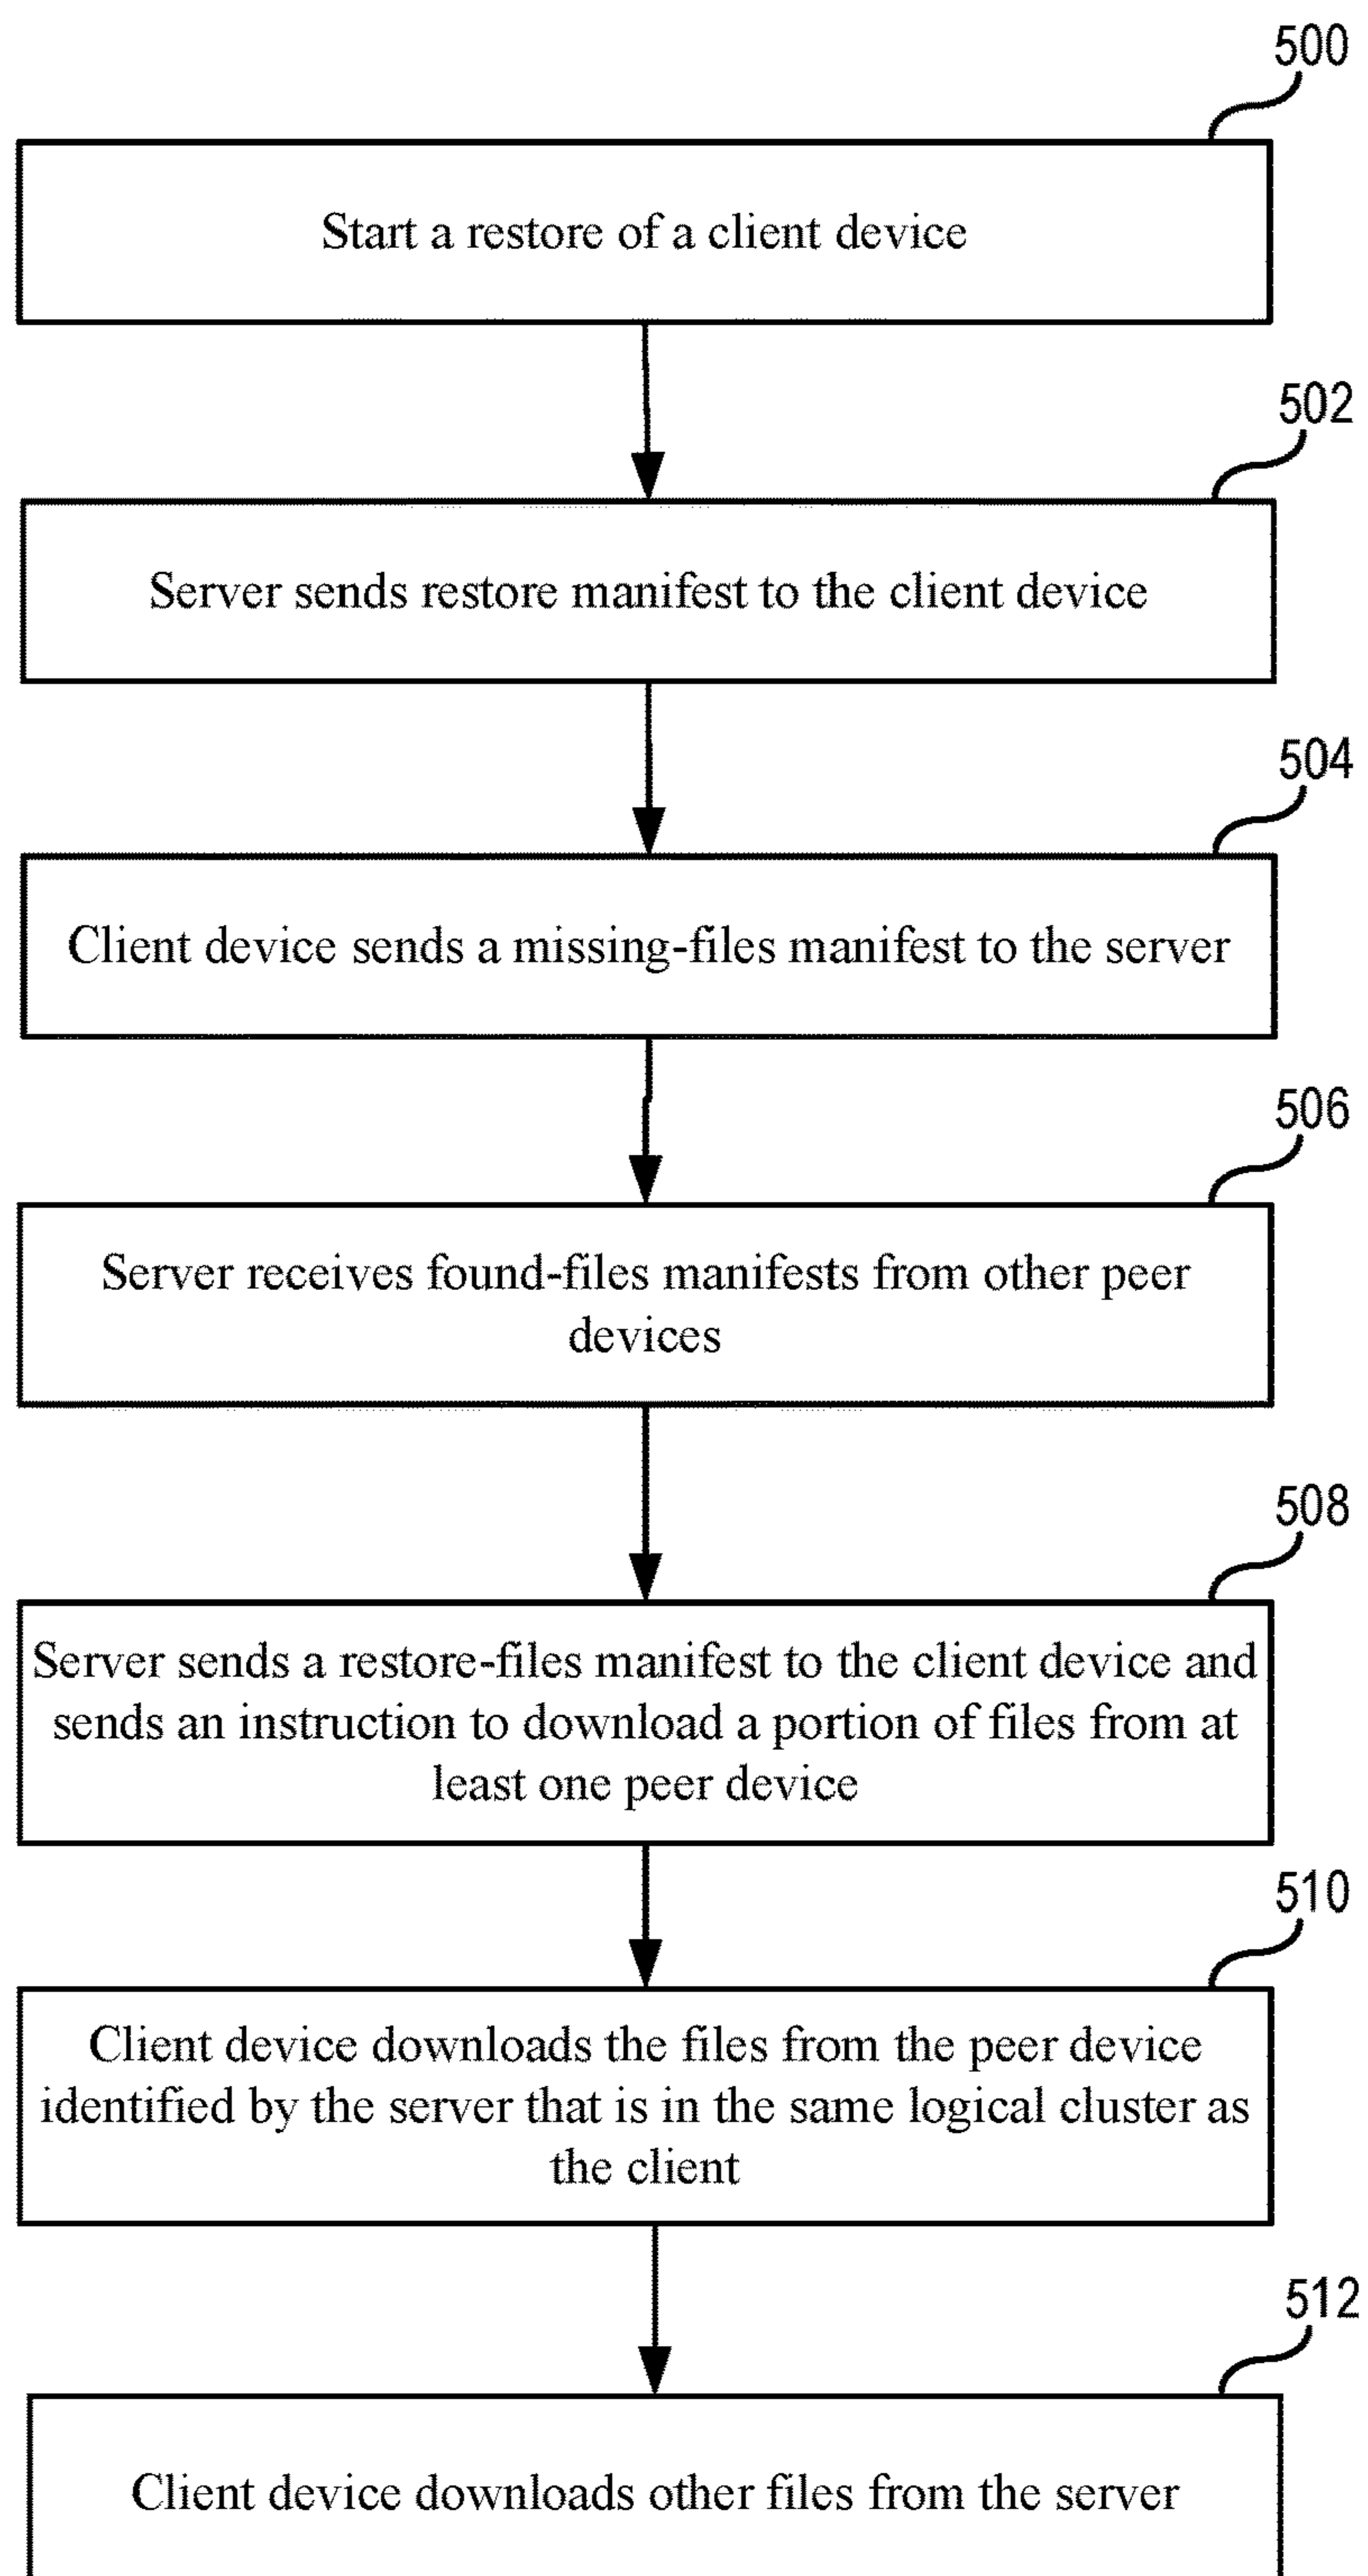 500
Start a restore of a client device
502
Server sends restore manifest to the client device
504
Client device sends a missing-files manifest to the server
506
Server receives found-files manifests from other peer
devices
508
Server sends a restore-files manifest to the client device and
sends an instruction to download a portion of files from at
least one peer device
510
Client device downloads the files from the peer device
identified by the server that is in the same logical cluster as
the client
512
Client device downloads other files from the server